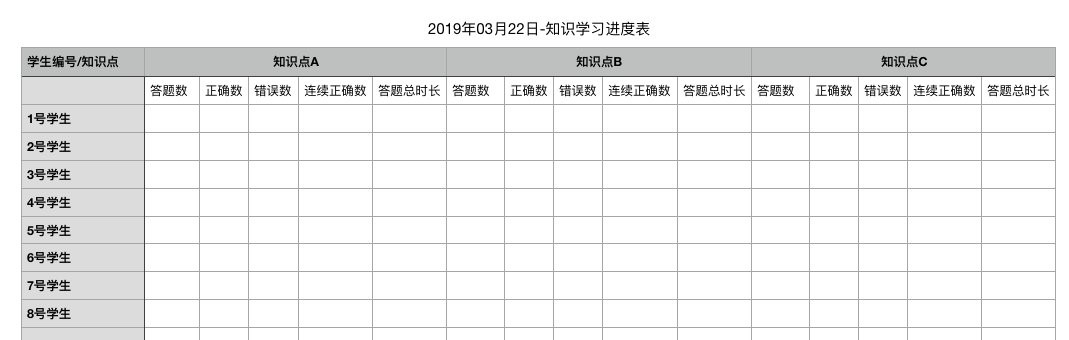 2019年03月22日-知识学习进度表
学生编号/知识点 知识点A 知识点B 知识点C
答题数 正确数 错误数 连续正确数 答题总时长 答题数 正确数 错误数 连续正确数 答题总时长 答题数 正确数 错误数 连续正确数 答题总时长
1号学生
2号学生
3号学生
4号学生
5号学生
6号学生
7号学生
8号学生